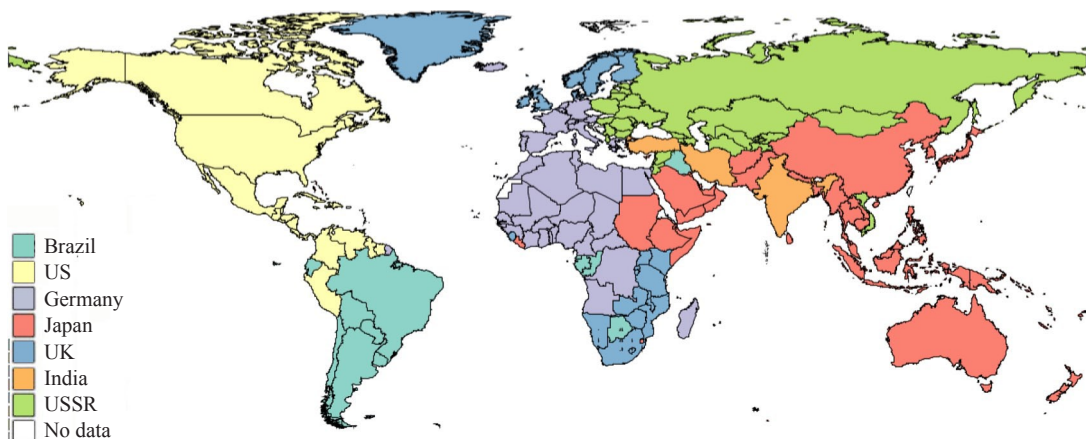 Brazil
US
Germany
Japan
UK
India
USSR
No data